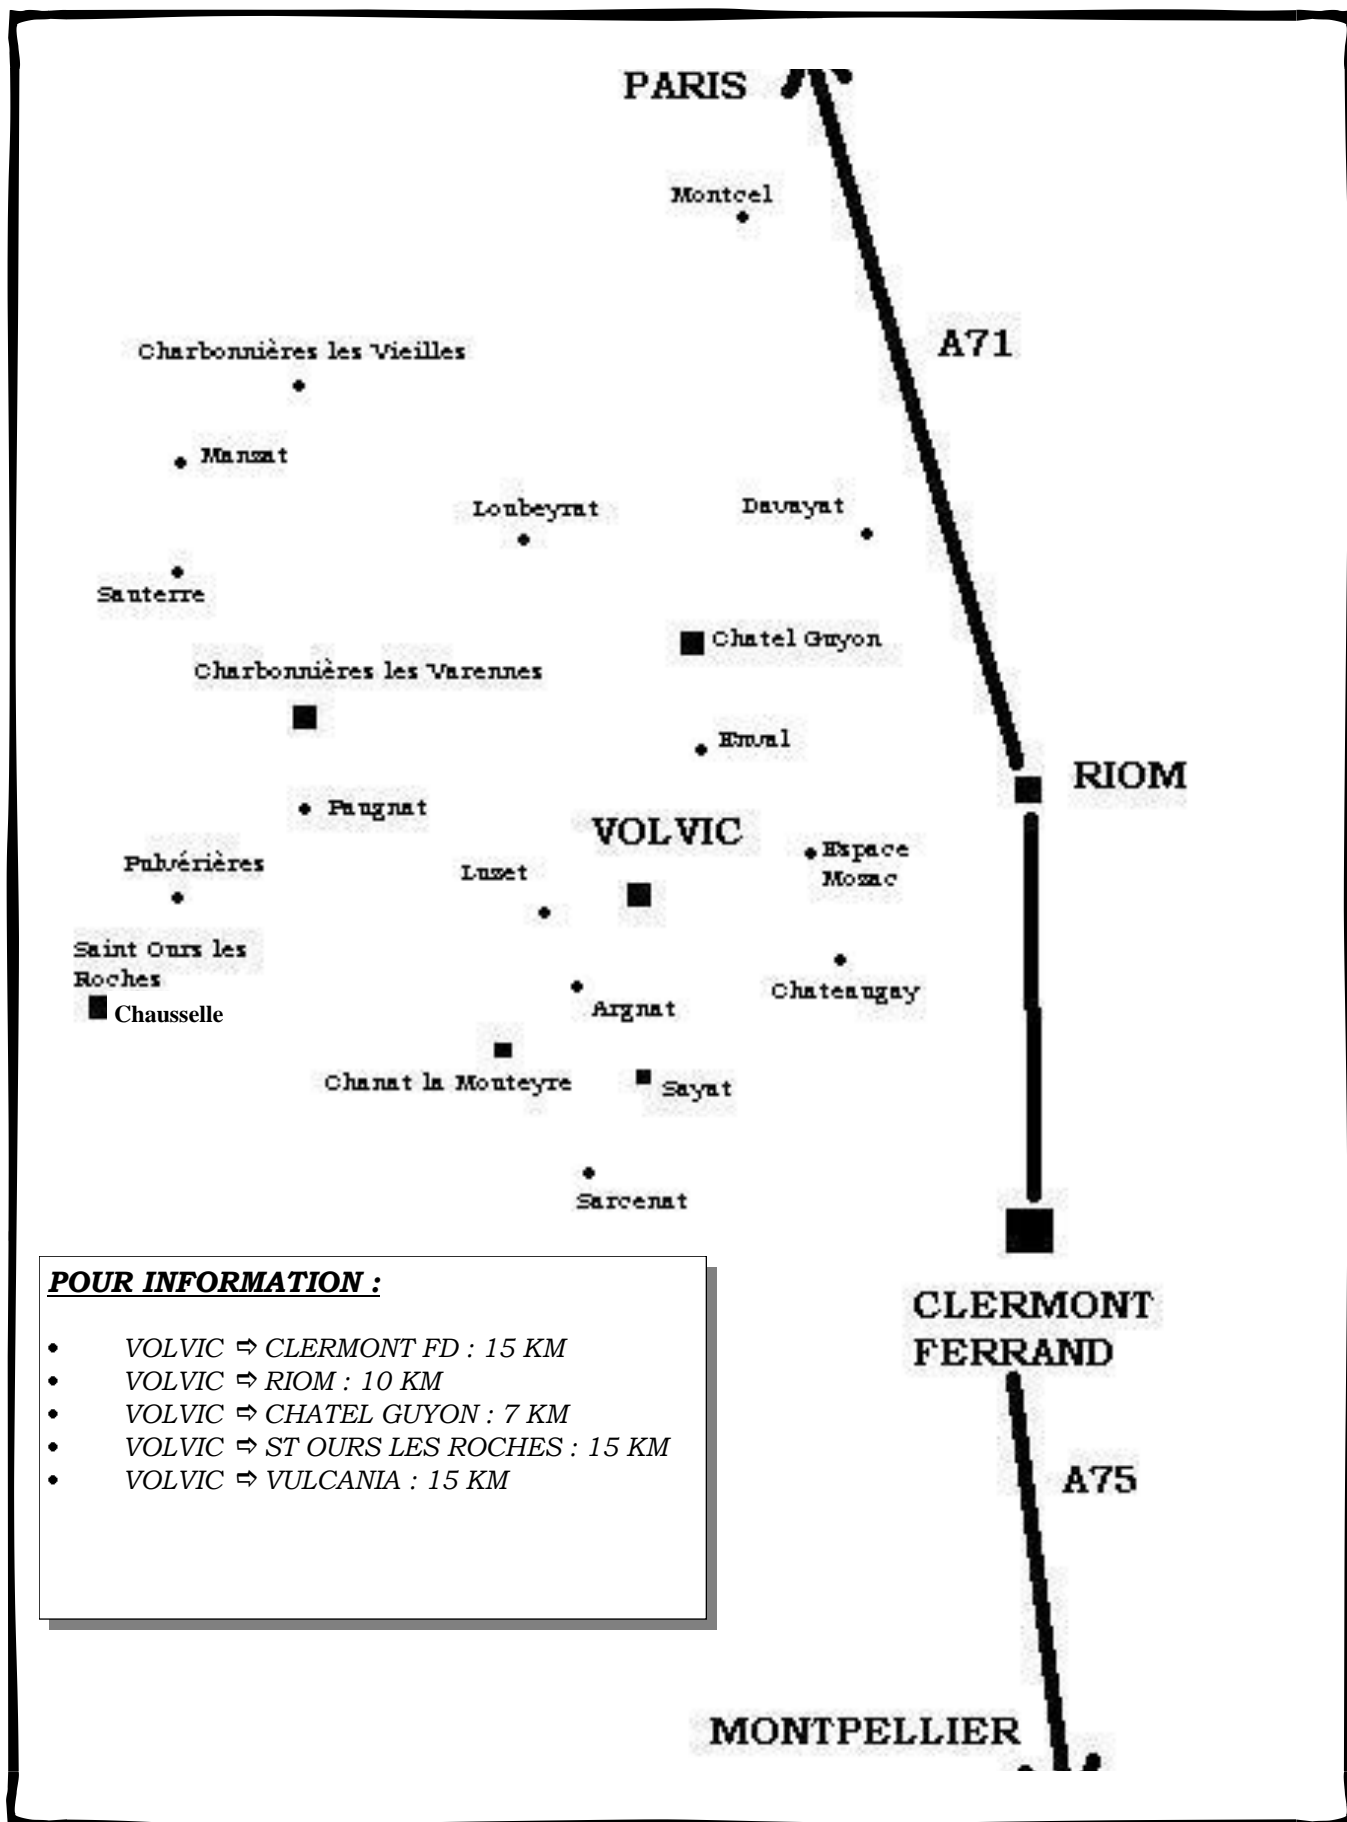 PARIS
Montcel
A71
Charbonnières les Vieilles
Manzat
Loubeyrat
Davayat
Sauterre
Chatel Guyon
Charbonnières les Varennes
Enval
RIOM
Paugnat
VOLVIC
Espace
Mozac
Pulvérières
Luzet
Saint Ours les
Roches
Chausselle
Chateaugay
Argnat
Chanat la Monteyre
Sayat
Sarcenat
POUR INFORMATION :
• VOLVIC ⇨ CLERMONT FD : 15 KM
• VOLVIC ⇨ RIOM : 10 KM
• VOLVIC ⇨ CHATEL GUYON : 7 KM
• VOLVIC ⇨ ST OURS LES ROCHES : 15 KM
• VOLVIC ⇨ VULCANIA : 15 KM
CLERMONT
FERRAND
A75
MONTPELLIER